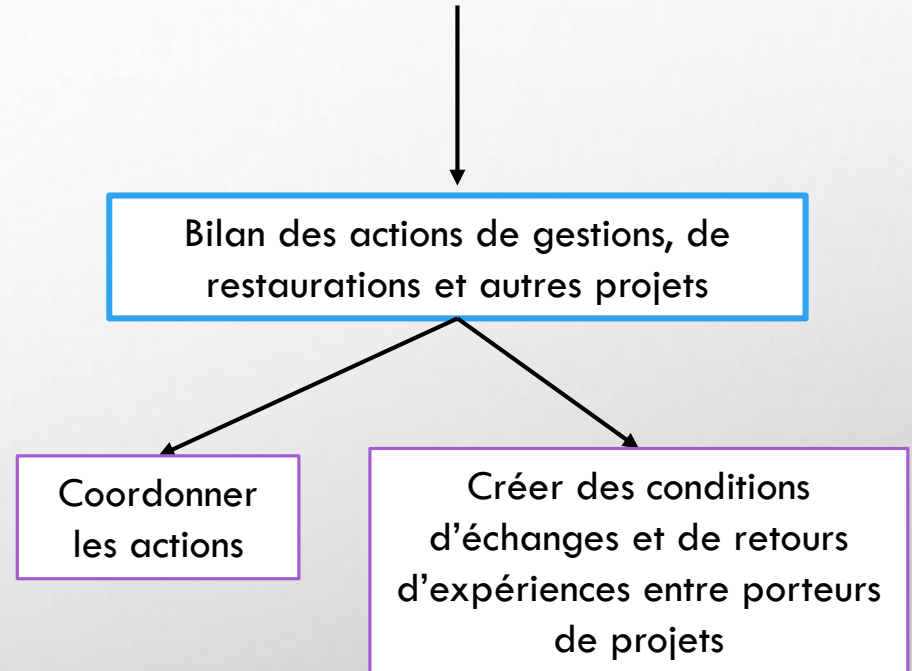 Bilan des actions de gestions, de
restaurations et autres projets
Coordonner
les actions
Créer des conditions
d’échanges et de retours
d’expériences entre porteurs
de projets